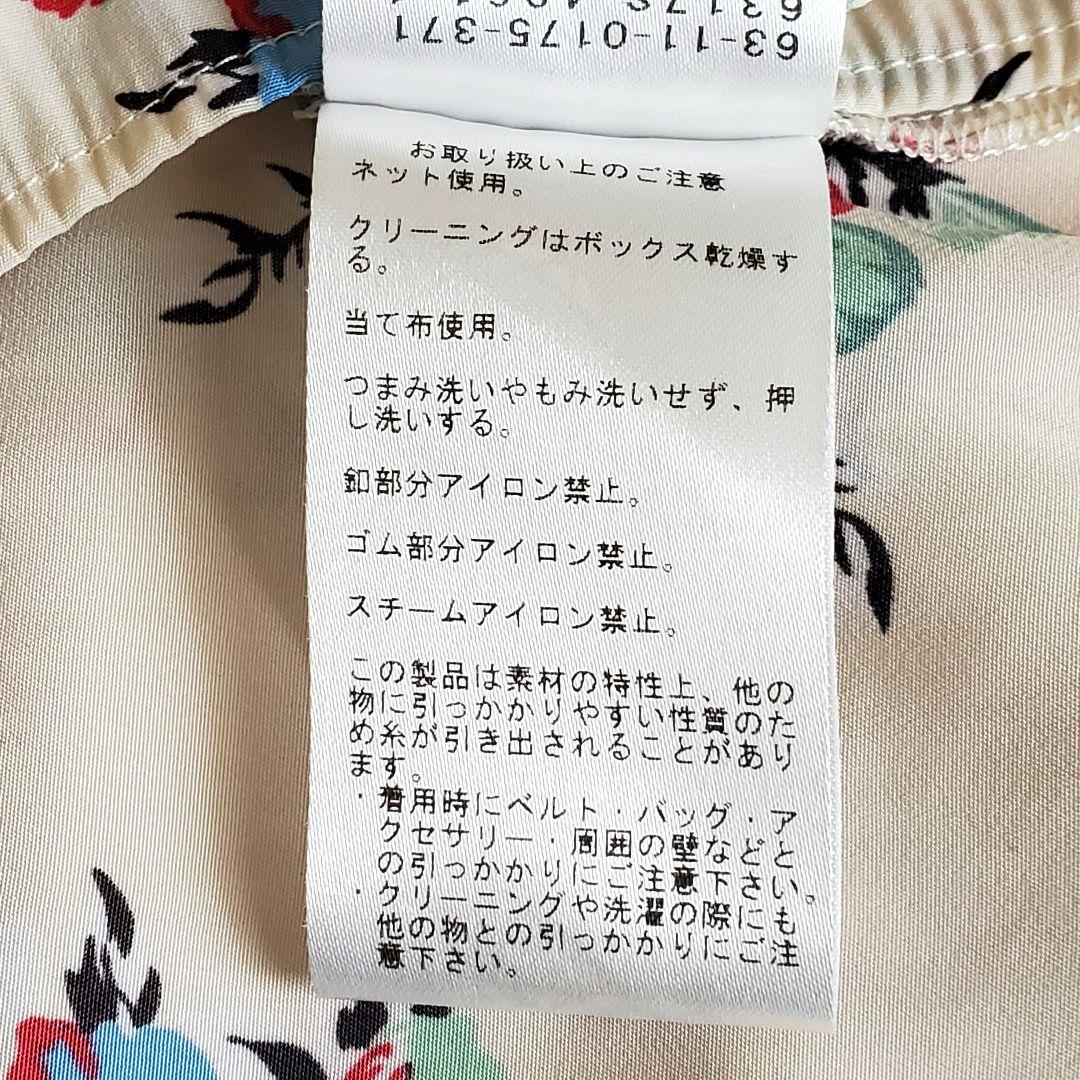 63-11-0175-371
お取り扱い上のご注意
ネット使用。
クリーニングはボックス乾燥す
る。
当て布使用。
つまみ洗いやもみ洗いせず、押
し洗いする。
釦部分アイロン禁止。
ゴム部分アイロン禁止。
スチームアイロン禁止。
この製品は素材の特性上、他の
物に引っかかりやすい性質のた
め糸が引き出されることがあり
ます。
・着用時にベルト・バッグ・ア
クセサリー・周囲の壁などと
の引っかかりにご注意下さい。
・クリーニングや洗濯の際にも
他の物との引っかかりにご注
意下さい。